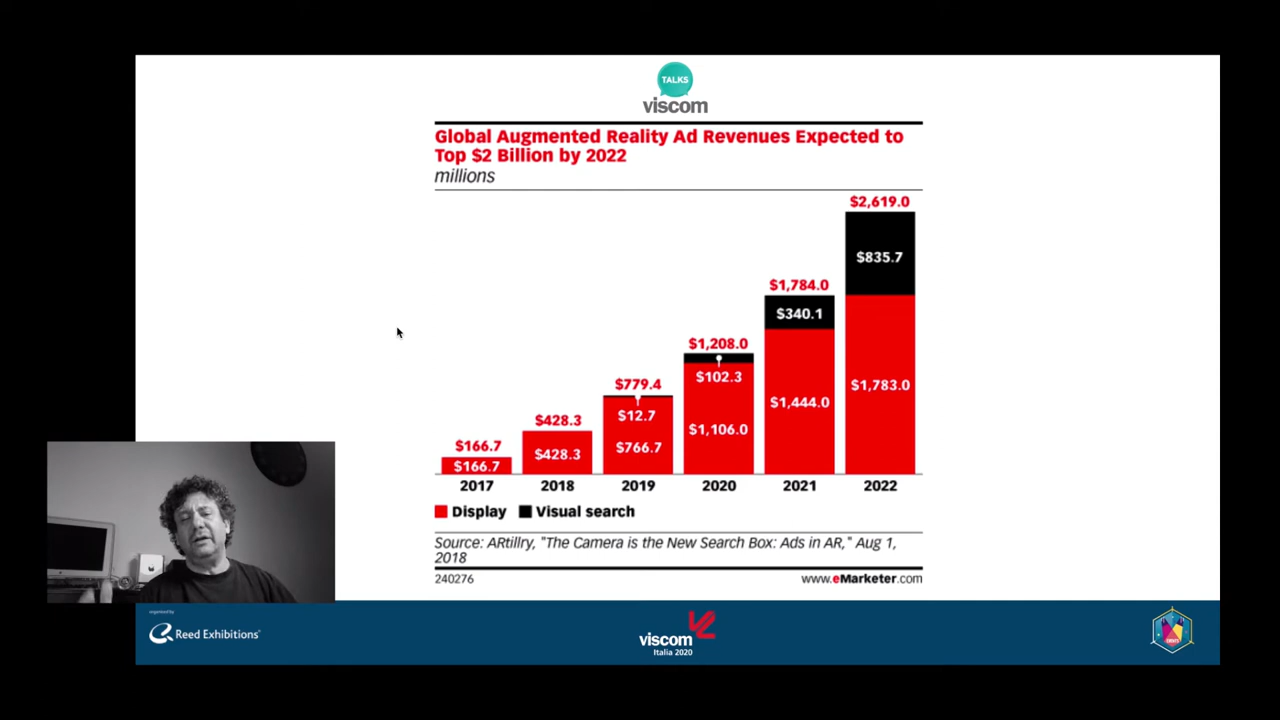 TALKS
viscom
Global Augmented Reality Ad Revenues Expected to
Top $2 Billion by 2022
millions
$2,619.0
$835.7
$1,784.0
$340.1
$1,208.0
$102.3
$779.4
$12.7
$1,783.0
$1,444.0
$428.3
$1,106.0
$766.7
$428.3
$166.7
$166.7
2017 2018 2019 2020 2021 2022
Display Visual search
Source: ARtillry, "The Camera is the New Search Box: Ads in AR," Aug 1,
2018
240276 www.eMarketer.com
organised by
Reed Exhibitions®
viscom
Italia 2020